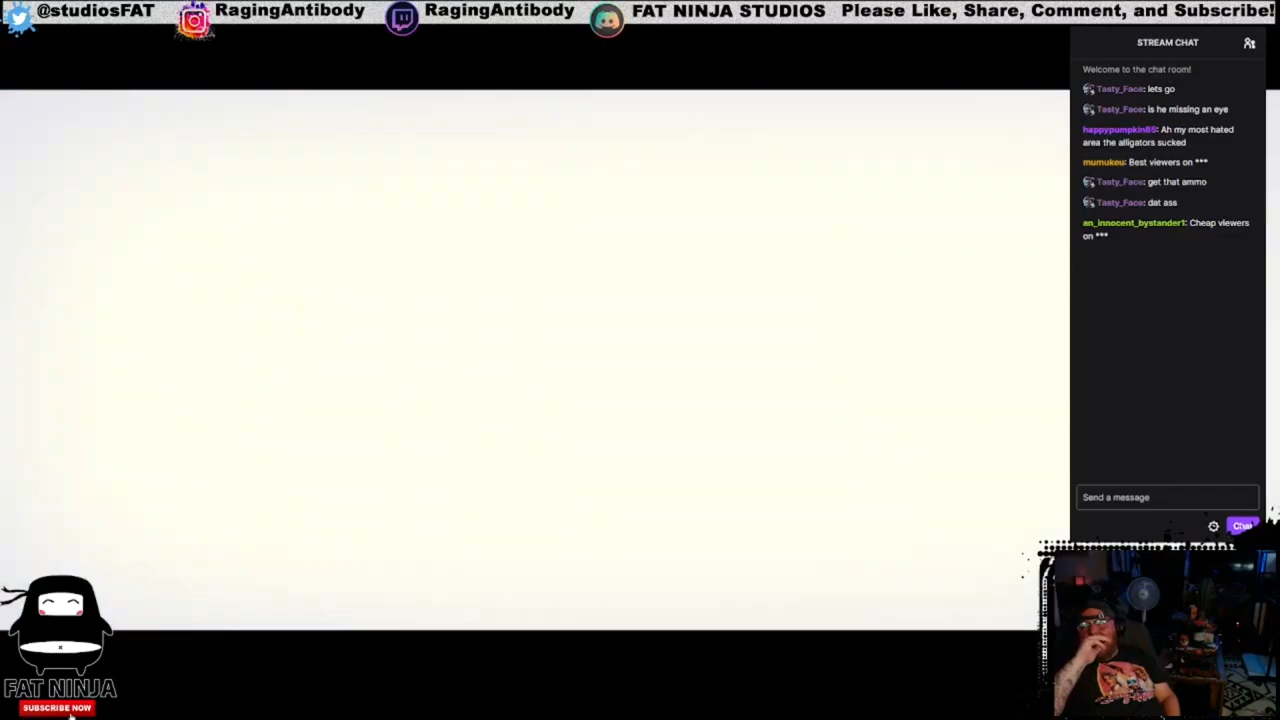 @studiosFAT RagingAntibody RagingAntibody FAT NINJA STUDIOS Please Like, Share, Comment, and Subscribe!
STREAM CHAT
Welcome to the chat room!
Tasty_Face: lets go
Tasty_Face: is he missing an eye
happypumpkin85: Ah my most hated
area the alligators sucked
mumukeu: Best viewers on ***
Tasty_Face: get that ammo
Tasty_Face: dat ass
an_innocent_bystander1: Cheap viewers
on ***
Send a message
Chat
FAT NINJA
SUBSCRIBE NOW